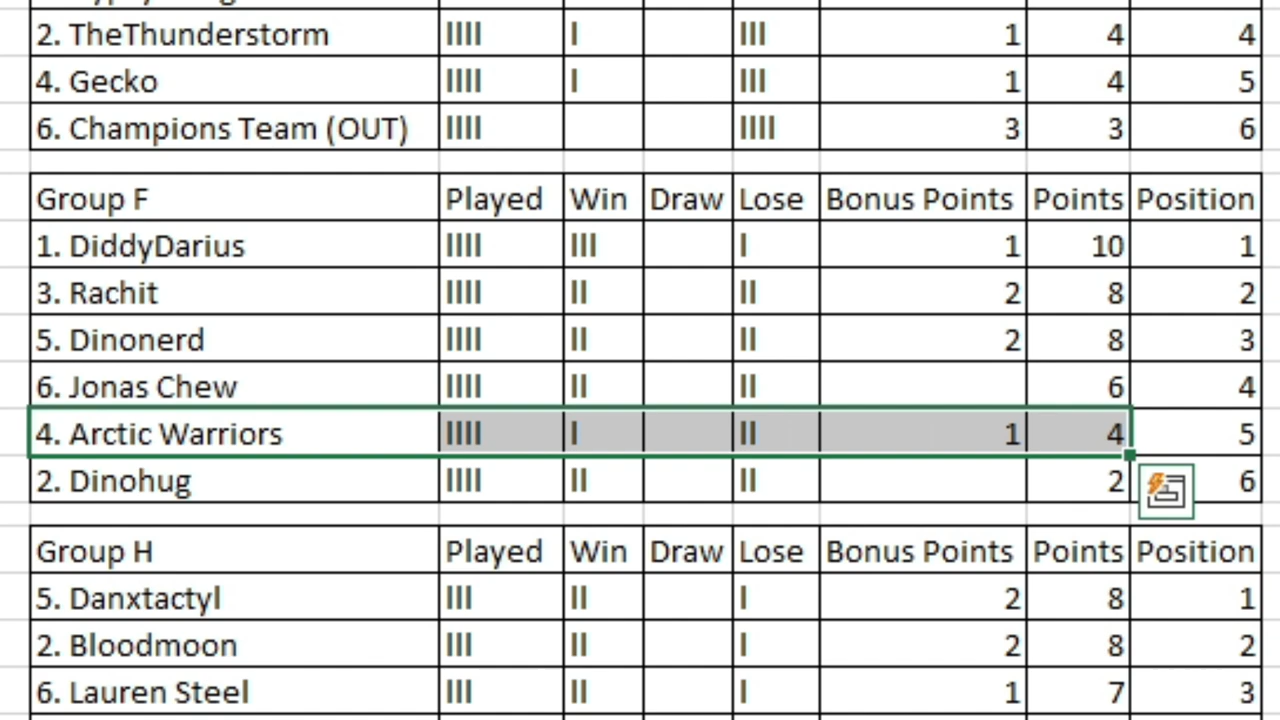 2. TheThunderstorm IIII I III 1 4 4
4. Gecko IIII I III 1 4 5
6. Champions Team (OUT) IIII IIII 3 3 6
Group F Played Win Draw Lose Bonus Points Points Position
1. DiddyDarius IIII III I 1 10 1
3. Rachit IIII II II 2 8 2
5. Dinonerd IIII II II 2 8 3
6. Jonas Chew IIII II II 6 4
4. Arctic Warriors IIII I II 1 4 5
2. Dinohug IIII II II 2 6
Group H Played Win Draw Lose Bonus Points Points Position
5. Danxtactyl III II I 2 8 1
2. Bloodmoon III II I 2 8 2
6. Lauren Steel III II I 1 7 3